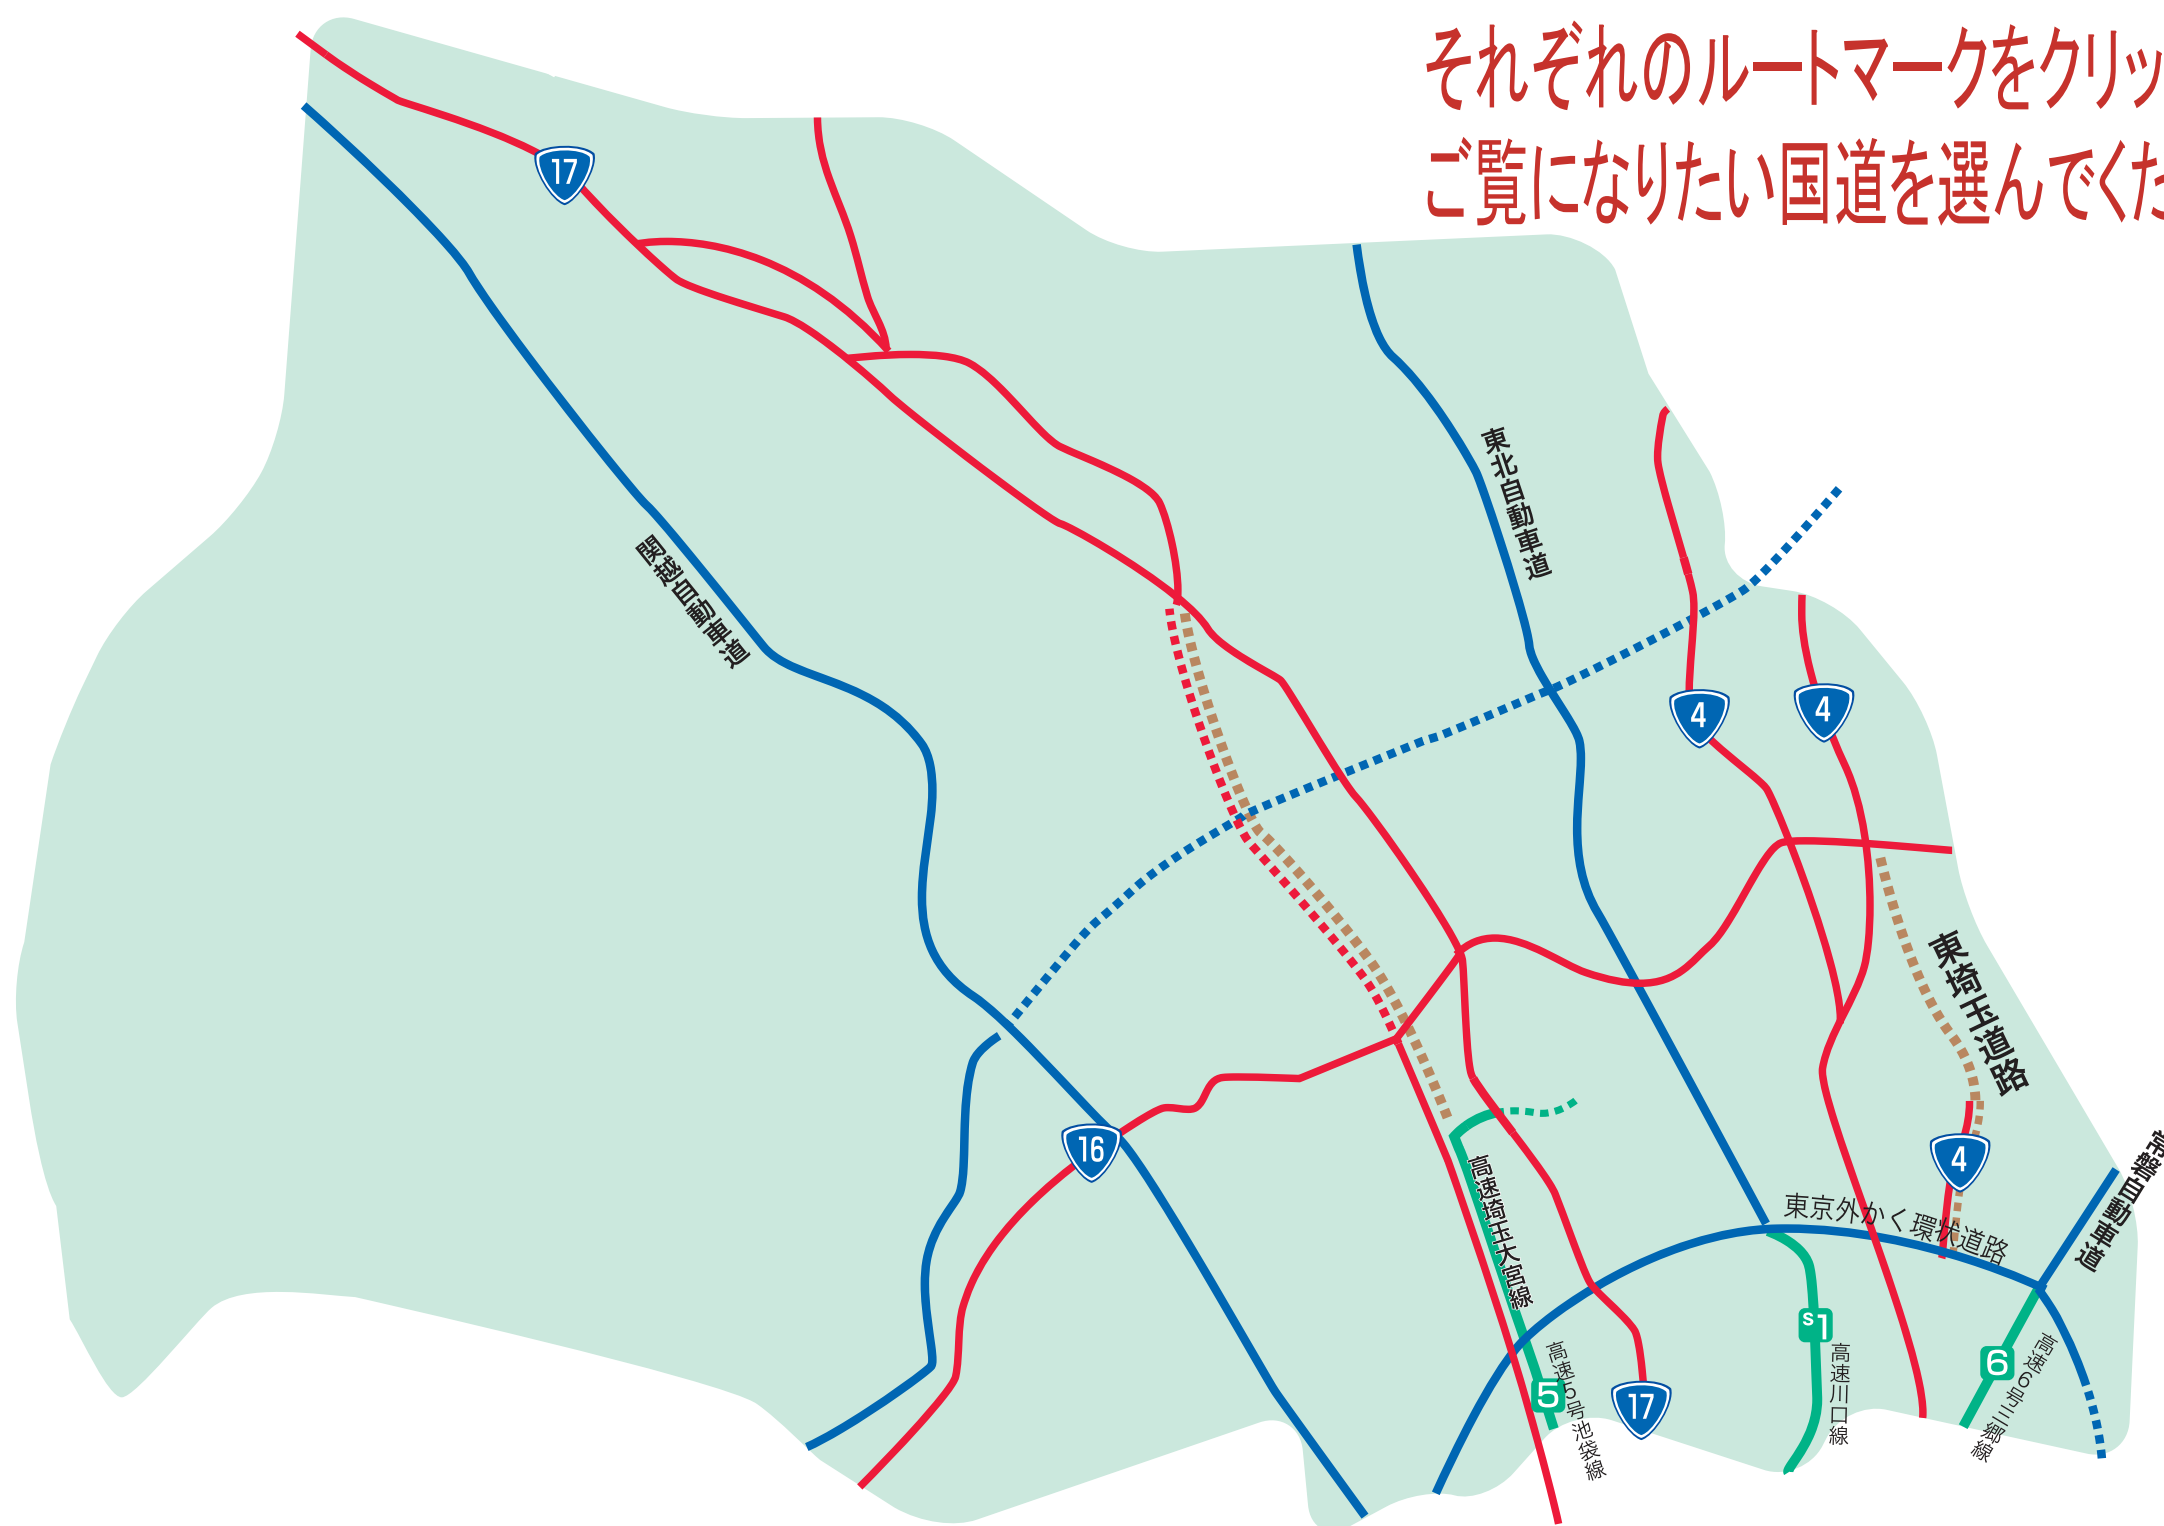 それぞれのルートマークをクリッ
ご覧になりたい国道を選んでくた
17
東北自動車道
関越自動車道
4
4
東埼玉道路
16
4
常磐自動車道
東京外かく環状道路
高速埼玉大宮線
S1
高速川口線
6
高速6号三郷線
5
高速5号池袋線
17